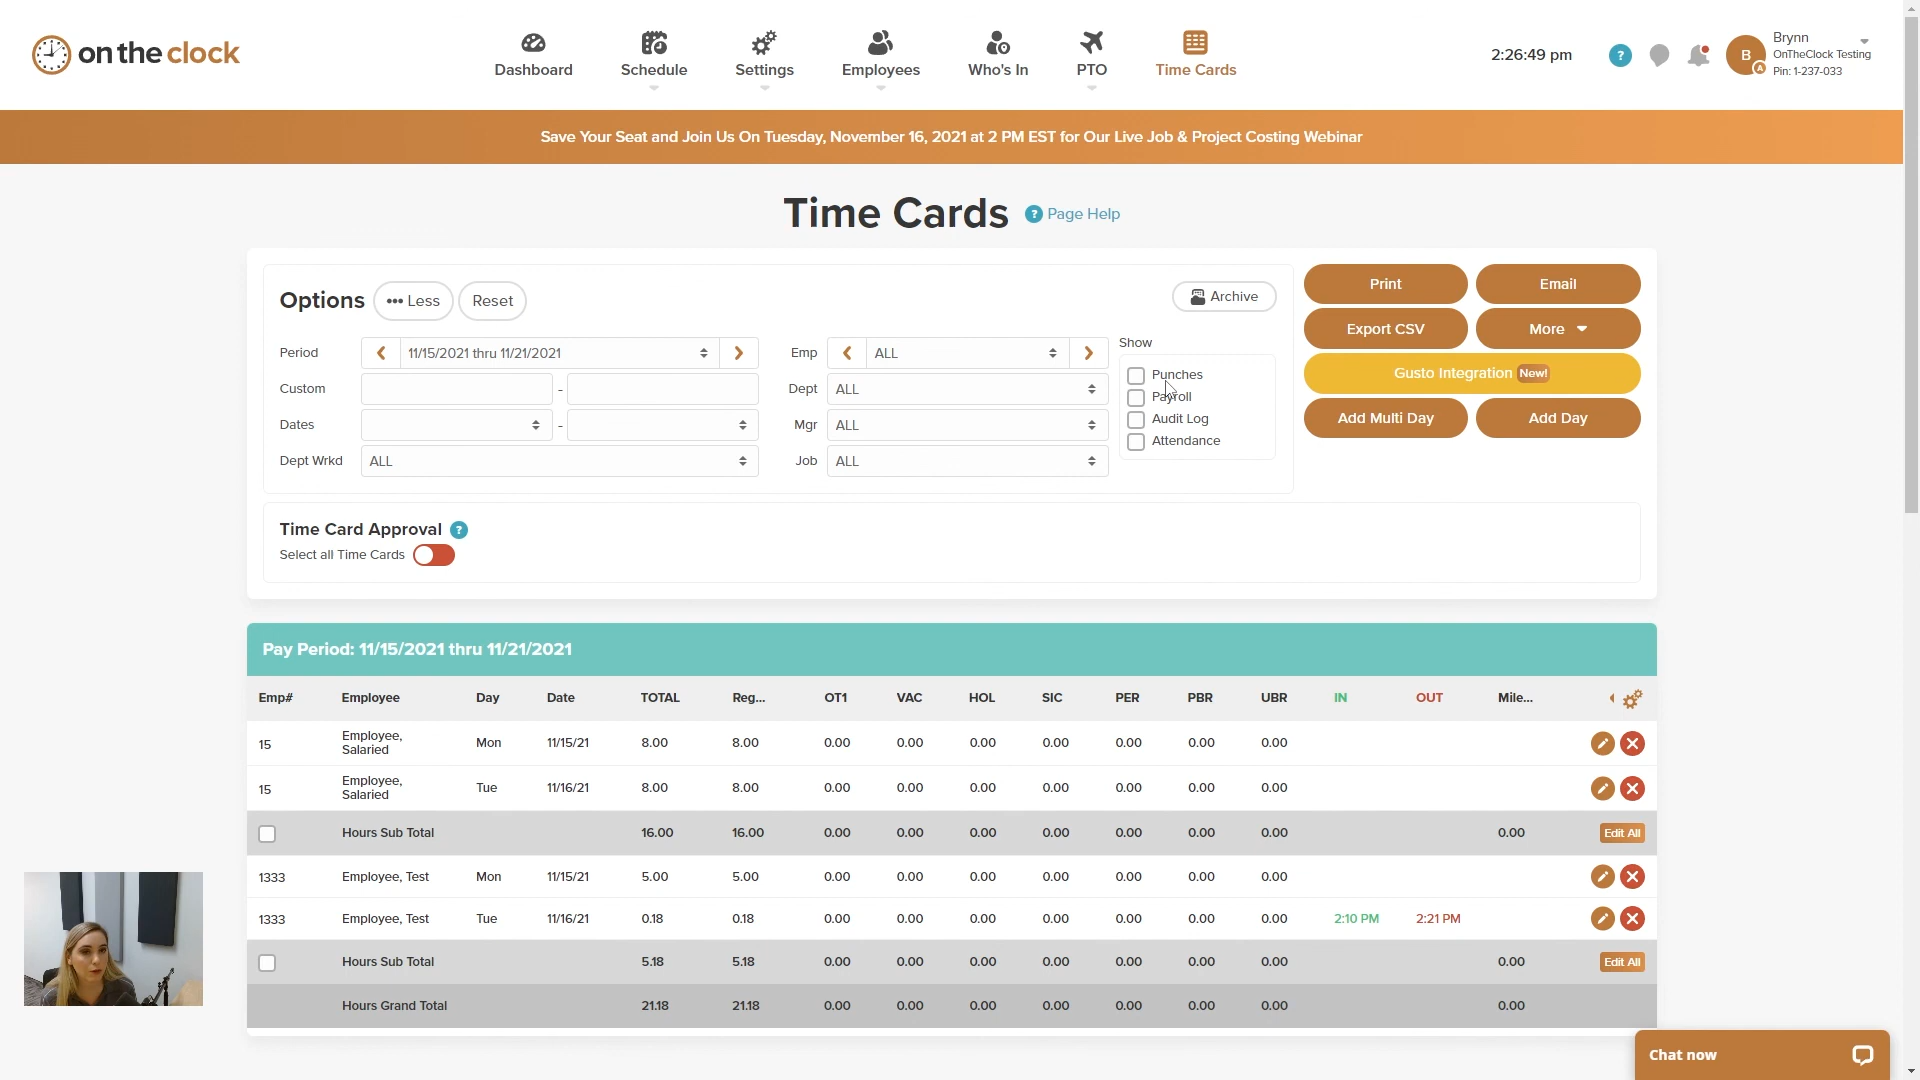 on the clock
Dashboard
Schedule
Settings
Employees
Who's In
PTO
Time Cards
2:26:49 pm
?
B
A
Brynn
OnTheClock Testing
Pin: 1-237-033
Save Your Seat and Join Us On Tuesday, November 16, 2021 at 2 PM EST for Our Live Job & Project Costing Webinar
Time Cards ? Page Help
Options ••• Less Reset
Archive
Period 11/15/2021 thru 11/21/2021
Custom -
Dates -
Dept Wrkd ALL
Emp ALL
Dept ALL
Mgr ALL
Job ALL
Show
Punches
Payroll
Audit Log
Attendance
Print Email
Export CSV More
Gusto Integration New!
Add Multi Day Add Day
Time Card Approval ?
Select all Time Cards
Pay Period: 11/15/2021 thru 11/21/2021
Emp# Employee Day Date TOTAL Reg... OT1 VAC HOL SIC PER PBR UBR IN OUT Mile...
15 Employee, Salaried Mon 11/15/21 8.00 8.00 0.00 0.00 0.00 0.00 0.00 0.00 0.00
15 Employee, Salaried Tue 11/16/21 8.00 8.00 0.00 0.00 0.00 0.00 0.00 0.00 0.00
Hours Sub Total 16.00 16.00 0.00 0.00 0.00 0.00 0.00 0.00 0.00 0.00 Edit All
1333 Employee, Test Mon 11/15/21 5.00 5.00 0.00 0.00 0.00 0.00 0.00 0.00 0.00
1333 Employee, Test Tue 11/16/21 0.18 0.18 0.00 0.00 0.00 0.00 0.00 0.00 0.00 2:10 PM 2:21 PM
Hours Sub Total 5.18 5.18 0.00 0.00 0.00 0.00 0.00 0.00 0.00 0.00 Edit All
Hours Grand Total 21.18 21.18 0.00 0.00 0.00 0.00 0.00 0.00 0.00 0.00
Chat now